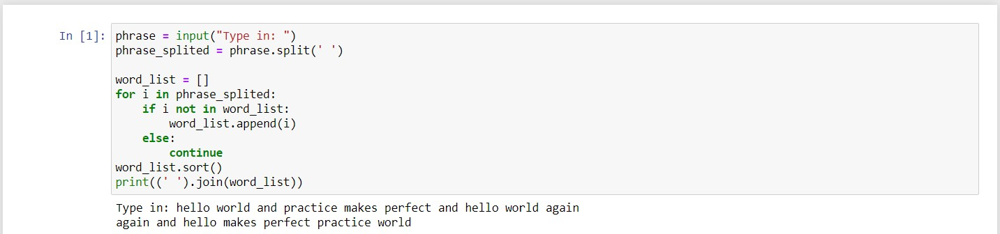 In [1]: phrase = input("Type in: ")
phrase_splited = phrase.split(' ')

word_list = []
for i in phrase_splited:
    if i not in word_list:
        word_list.append(i)
    else:
        continue
word_list.sort()
print((' ').join(word_list))
Type in: hello world and practice makes perfect and hello world again
again and hello makes perfect practice world